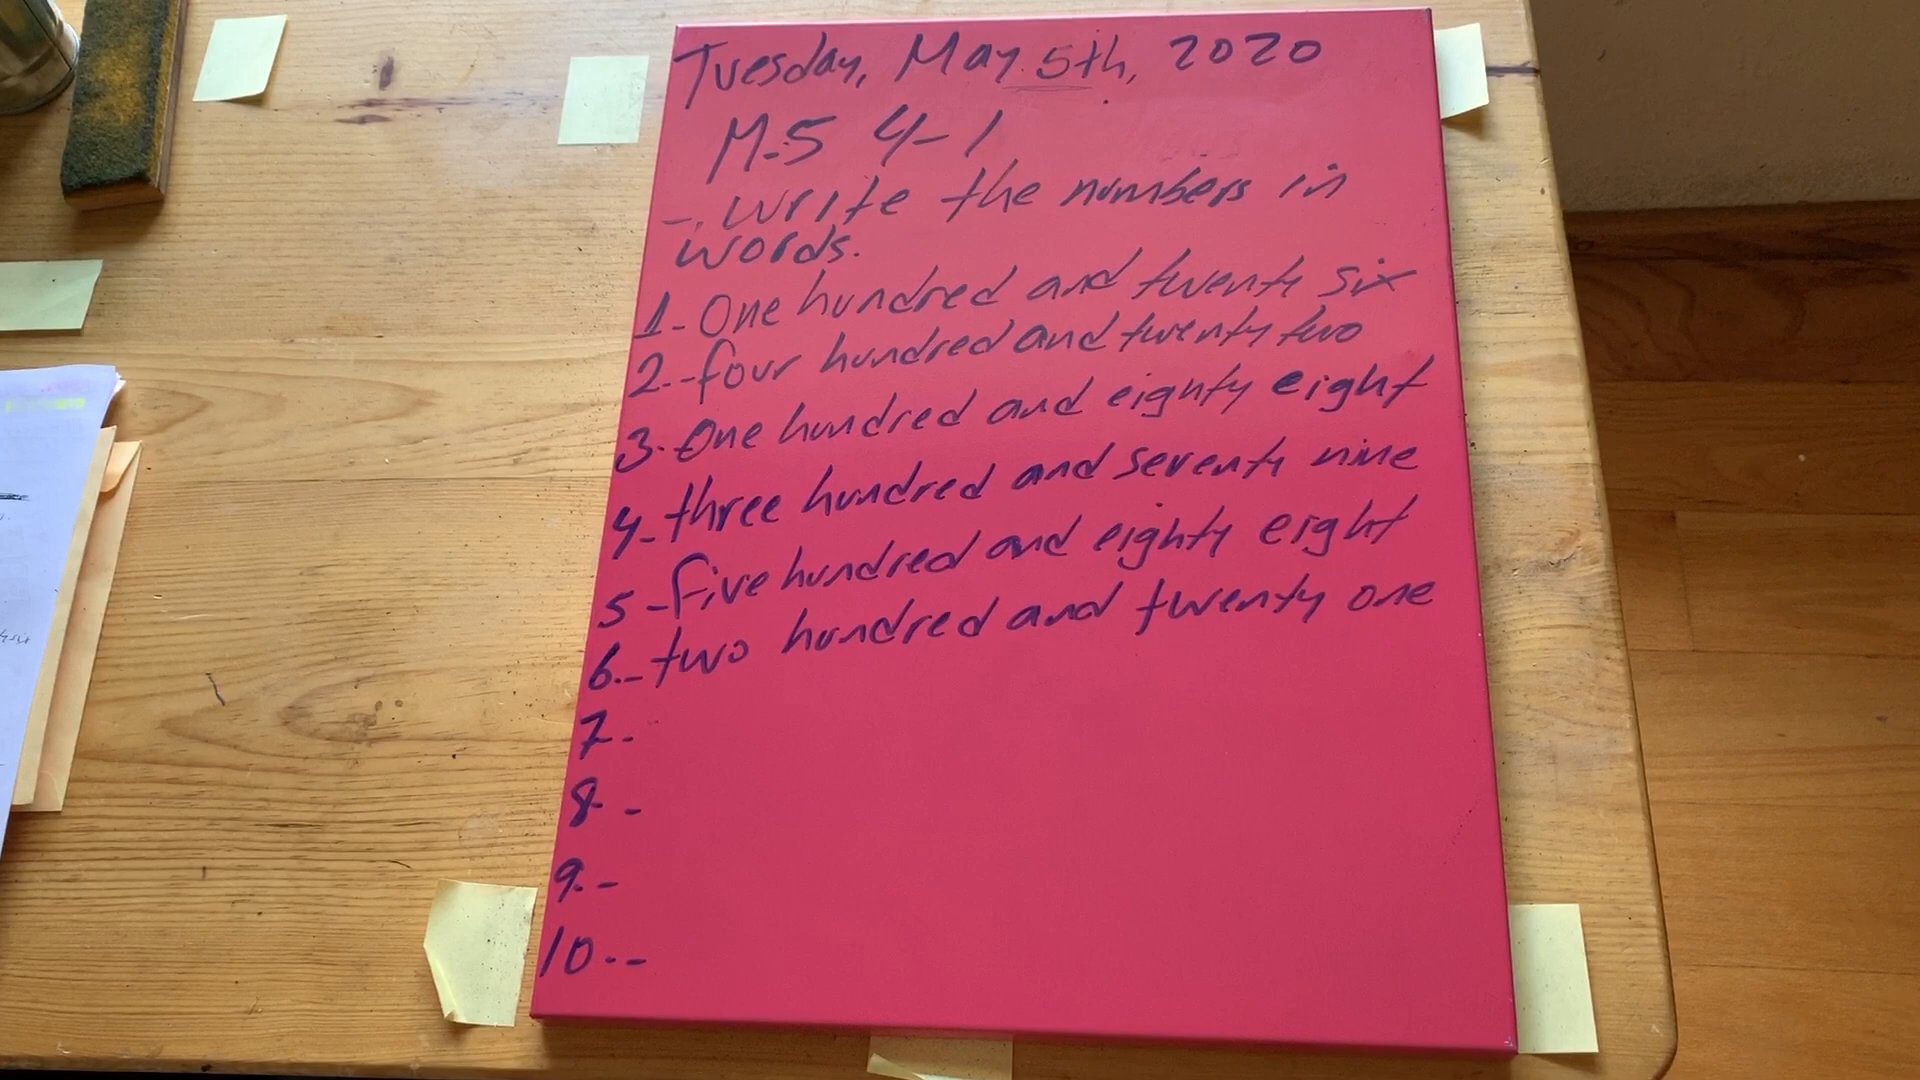 Tuesday, May 5th, 2020
M-5 4-1
-. Write the numbers in
words.
1- One hundred and twenty six
2.- four hundred and twenty two
3. One hundred and eignty eight
4- three hundred and seventy nine
5 - five hundred and eighty eight
6.- two hundred and twenty one
7.
8. -
9. -
10. -